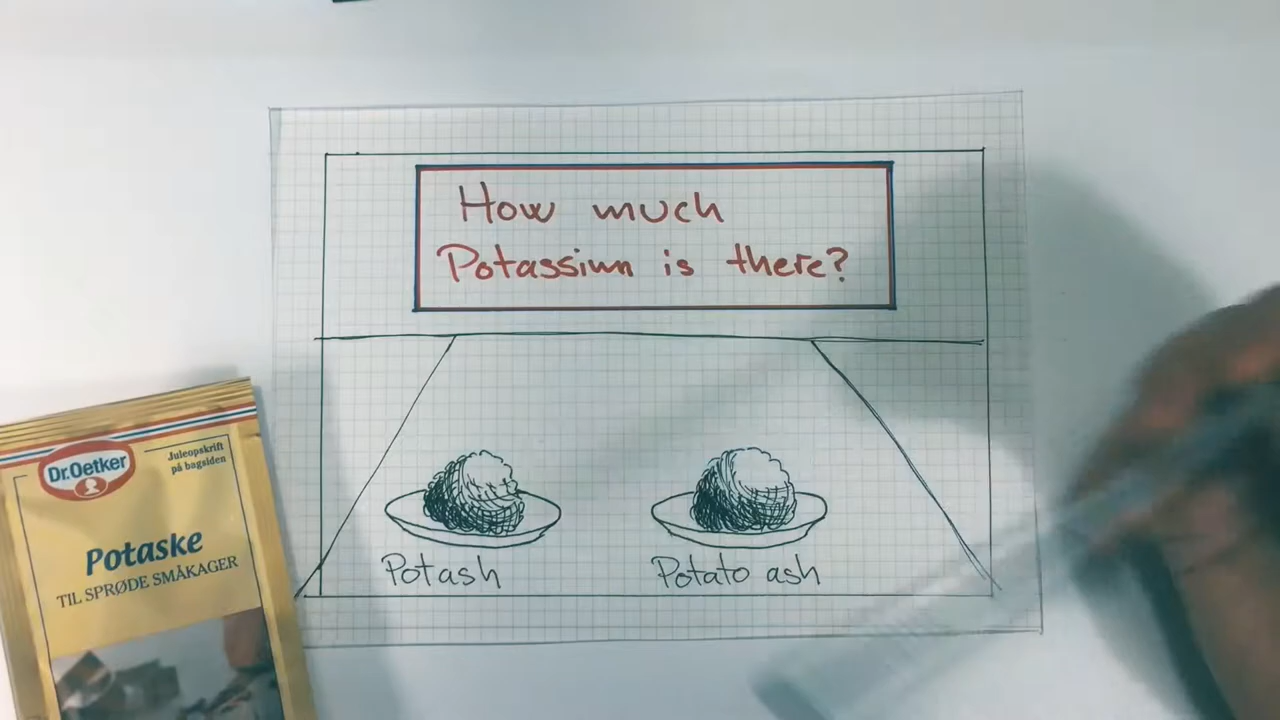 How much
Potassium is there?
Potash
Potato ash
Dr.Oetker
Juleopskrift
på bagsiden
Potaske
TIL SPRØDE SMÅKAGER